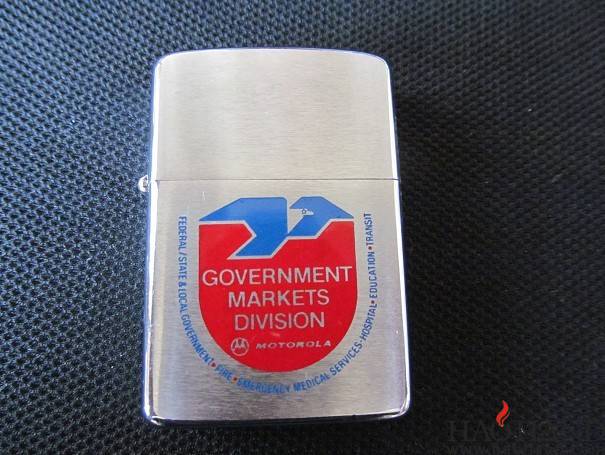 GOVERNMENT
MARKETS
DIVISION
MOTOROLA
FEDERAL/STATE & LOCAL GOVERNMENT•FIRE•EMERGENCY MEDICAL SERVICES•HOSPITAL•EDUCATION•TRANSIT